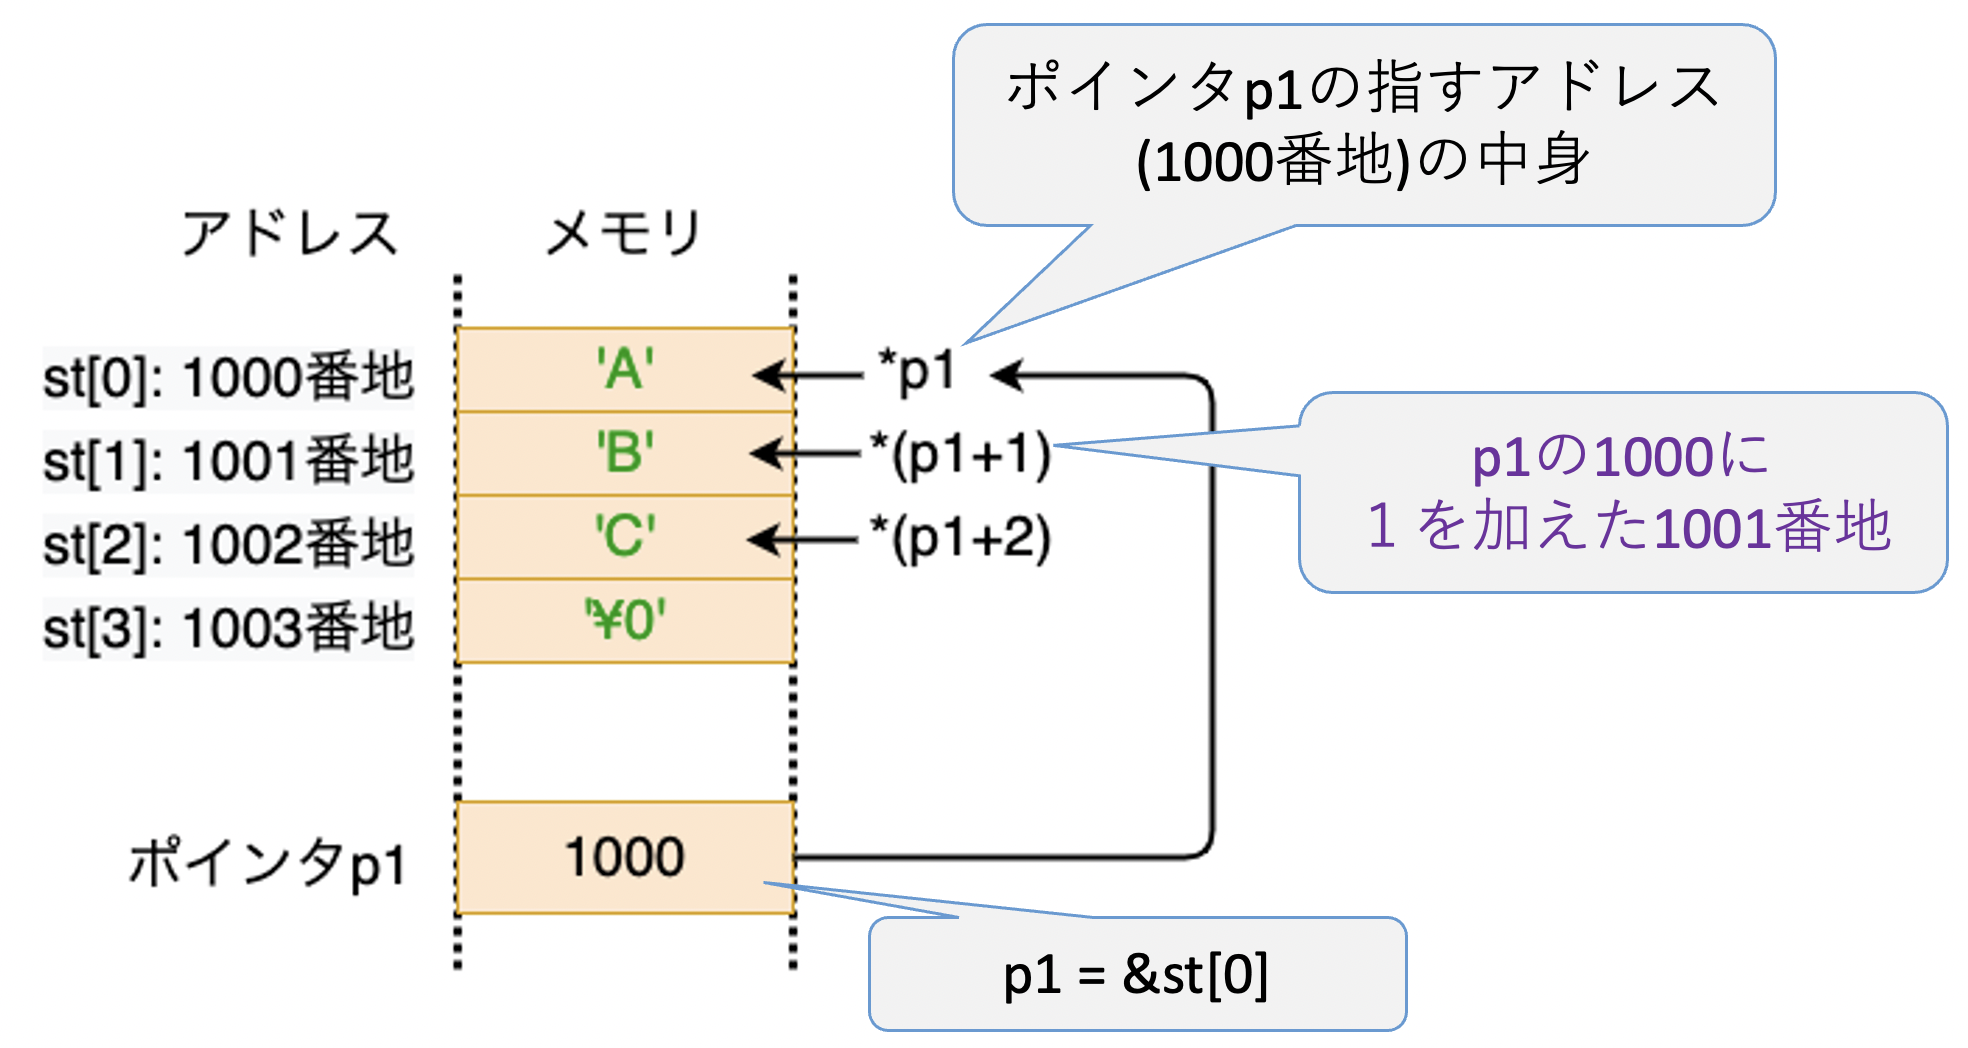 ポインタp1の指すアドレス
(1000番地)の中身
アドレス
メモリ
st[0]: 1000番地
'A'
*p1
st[1]: 1001番地
'B'
*(p1+1)
p1の1000に
１を加えた1001番地
st[2]: 1002番地
'C'
*(p1+2)
st[3]: 1003番地
'¥0'
ポインタp1
1000
p1 = &st[0]